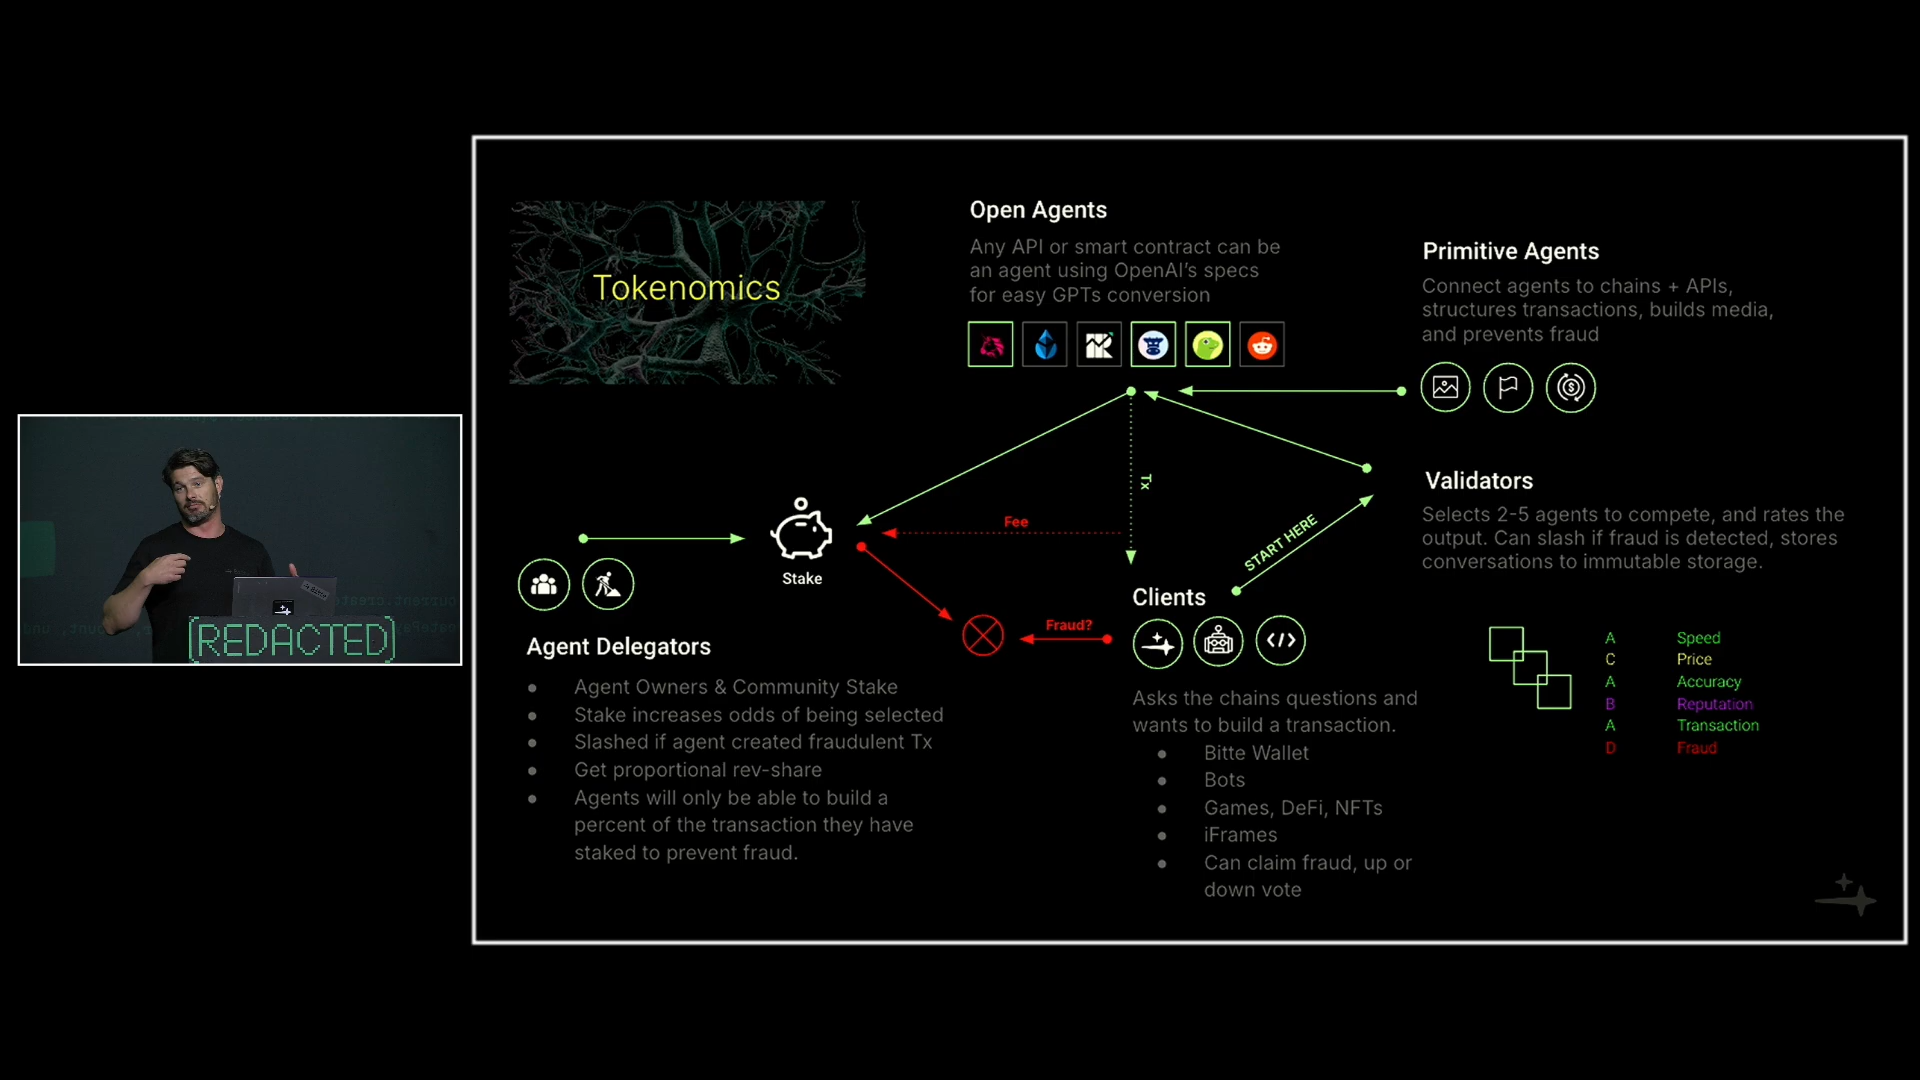 Tokenomics
Open Agents
Any API or smart contract can be
an agent using OpenAI's specs
for easy GPTs conversion
Primitive Agents
Connect agents to chains + APIs,
structures transactions, builds media,
and prevents fraud
Validators
Selects 2-5 agents to compete, and rates the
output. Can slash if fraud is detected, stores
conversations to immutable storage.
A Speed
C Price
A Accuracy
B Reputation
A Transaction
D Fraud
Tx
START HERE
Fee
Fraud?
Stake
Agent Delegators
• Agent Owners & Community Stake
• Stake increases odds of being selected
• Slashed if agent created fraudulent Tx
• Get proportional rev-share
• Agents will only be able to build a
percent of the transaction they have
staked to prevent fraud.
Clients
</>
Asks the chains questions and
wants to build a transaction.
• Bitte Wallet
• Bots
• Games, DeFi, NFTs
• iFrames
• Can claim fraud, up or
down vote
[REDACTED]